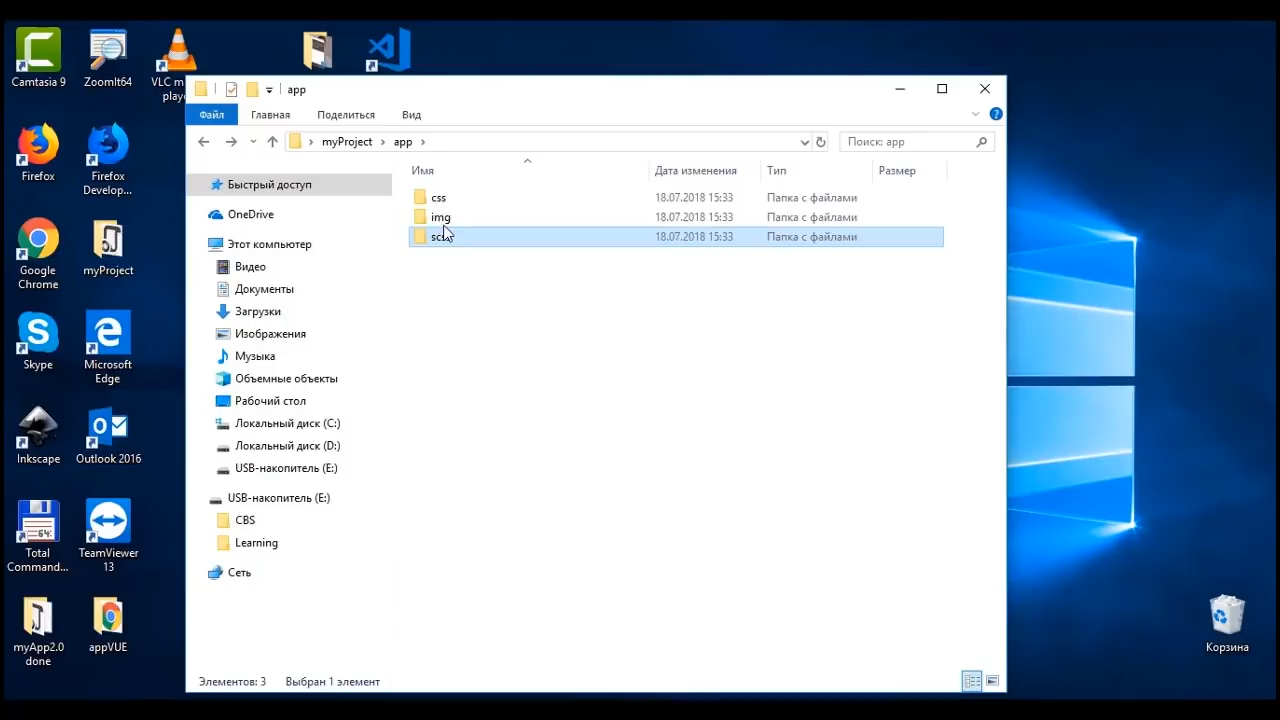 Camtasia 9
ZoomIt64
VLC m
playe
Firefox
Firefox
Develop...
Google
Chrome
myProject
Skype
Microsoft
Edge
Inkscape
Outlook 2016
Total
Command...
TeamViewer
13
myApp2.0
done
appVUE
app
Файл
Главная
Поделиться
Вид
myProject
app
Поиск: app
Имя
Дата изменения
Тип
Размер
css
18.07.2018 15:33
Папка с файлами
img
18.07.2018 15:33
Папка с файлами
18.07.2018 15:33
Папка с файлами
Быстрый доступ
OneDrive
Этот компьютер
Видео
Документы
Загрузки
Изображения
Музыка
Объемные объекты
Рабочий стол
Локальный диск (C:)
Локальный диск (D:)
USB-накопитель (E:)
USB-накопитель (E:)
CBS
Learning
Сеть
Элементов: 3
Выбран 1 элемент
Корзина